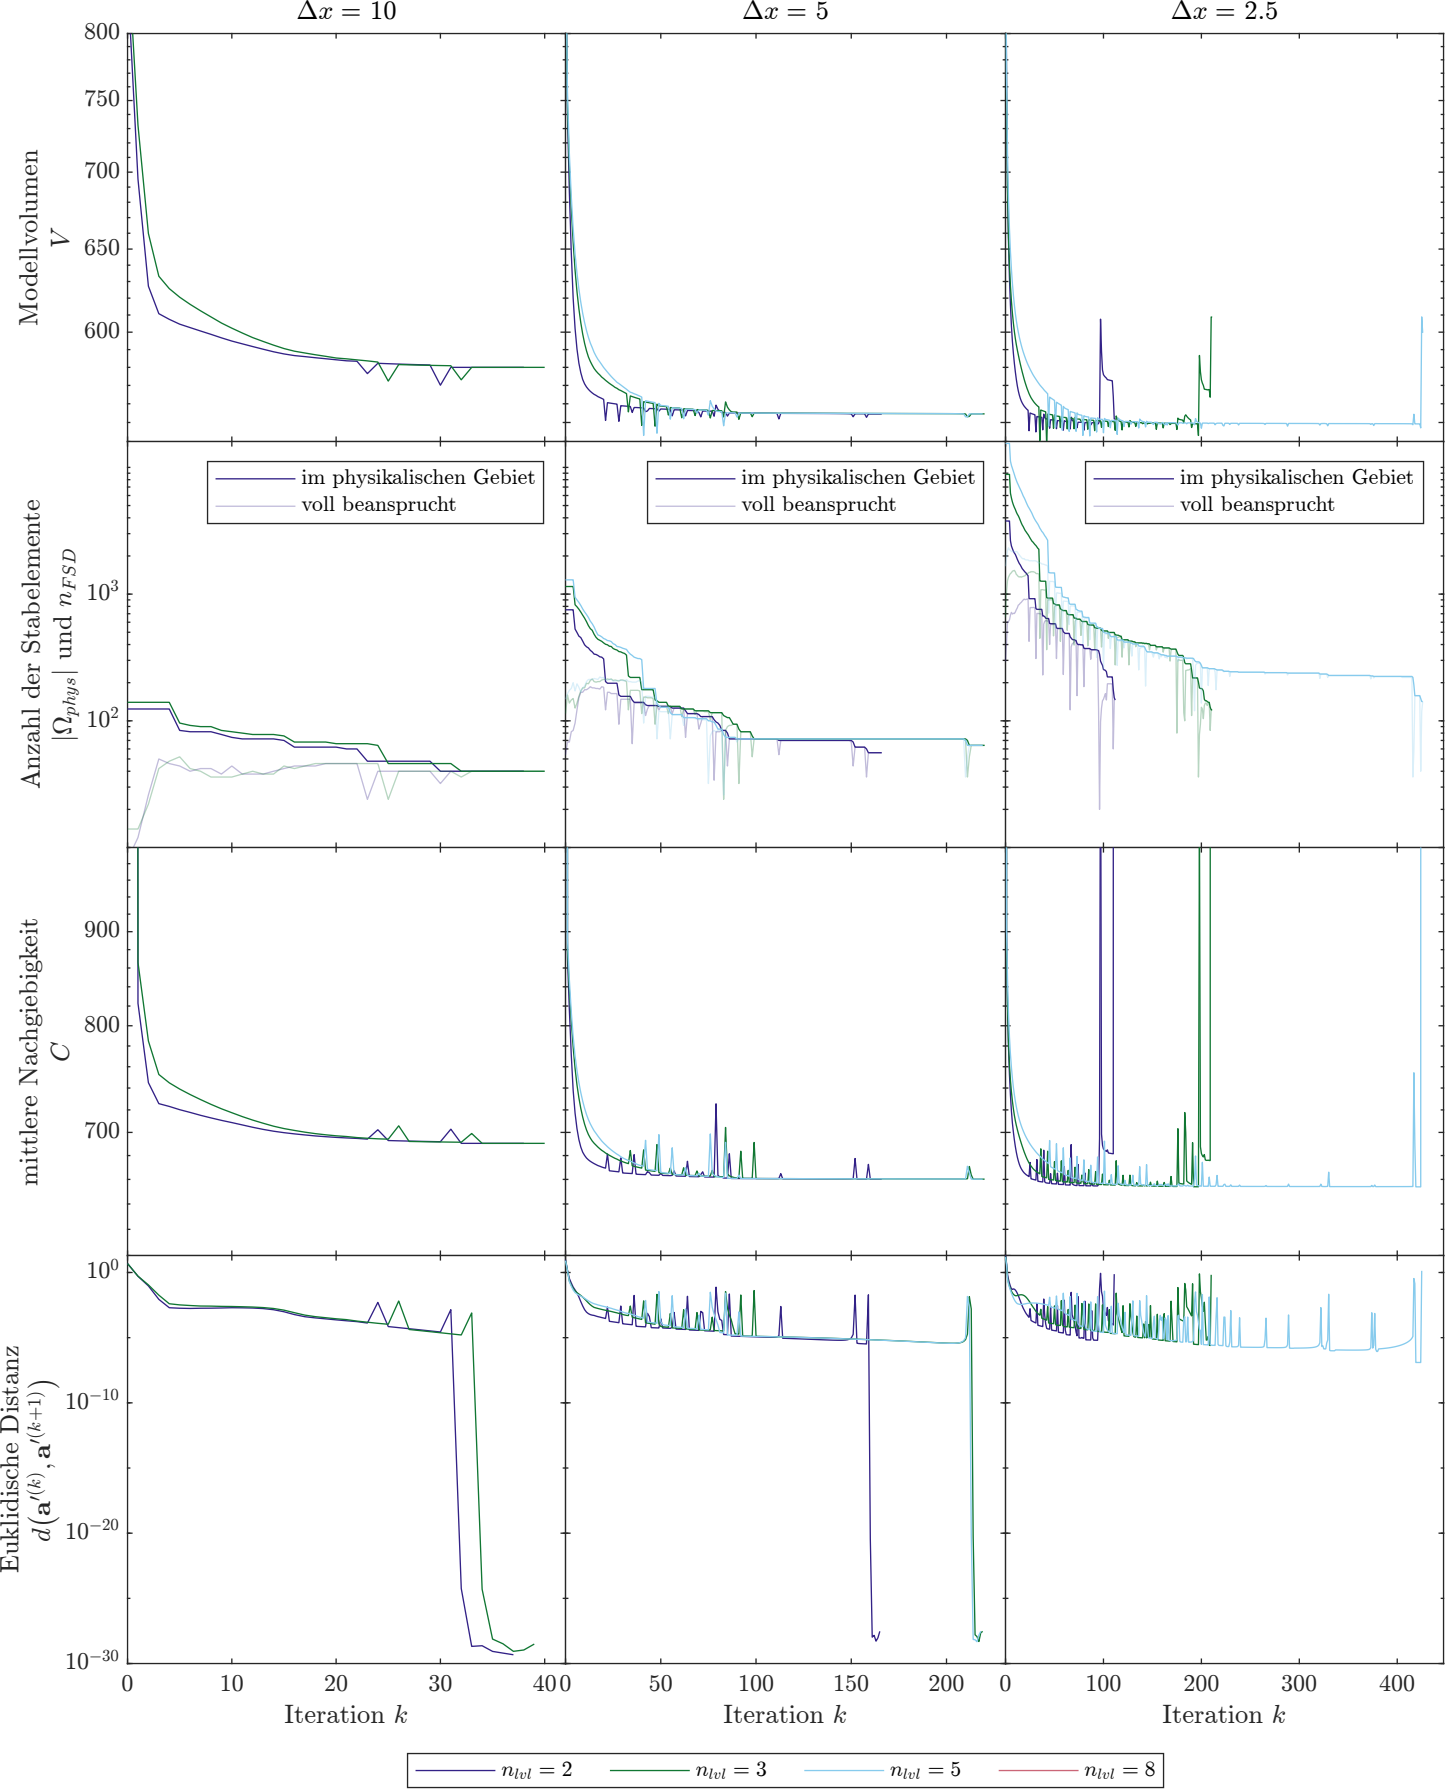 Δx = 10
Δx = 5
Δx = 2.5
Modellvolumen
V
800
750
700
650
600
Anzahl der Stabelemente
|Ω_phys| und n_FSD
10^3
10^2
im physikalischen Gebiet
voll beansprucht
im physikalischen Gebiet
voll beansprucht
im physikalischen Gebiet
voll beansprucht
mittlere Nachgiebigkeit
C
900
800
700
Euklidische Distanz
d(a′^(k), a′^(k+1))
10^0
10^−10
10^−20
10^−30
0 10 20 30 40
0 50 100 150 200
0 100 200 300 400
Iteration k
Iteration k
Iteration k
n_lvl = 2 n_lvl = 3 n_lvl = 5 n_lvl = 8